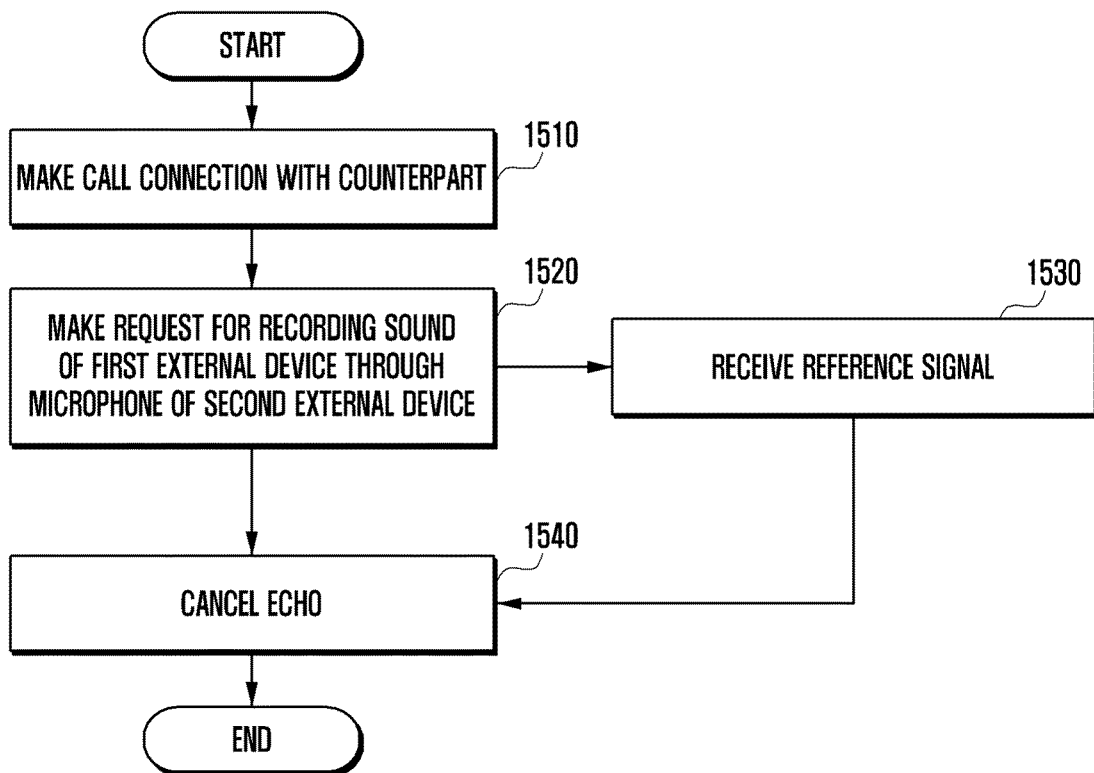 START
1510
MAKE CALL CONNECTION WITH COUNTERPART
1520
MAKE REQUEST FOR RECORDING SOUND
OF FIRST EXTERNAL DEVICE THROUGH
MICROPHONE OF SECOND EXTERNAL DEVICE
1530
RECEIVE REFERENCE SIGNAL
1540
CANCEL ECHO
END